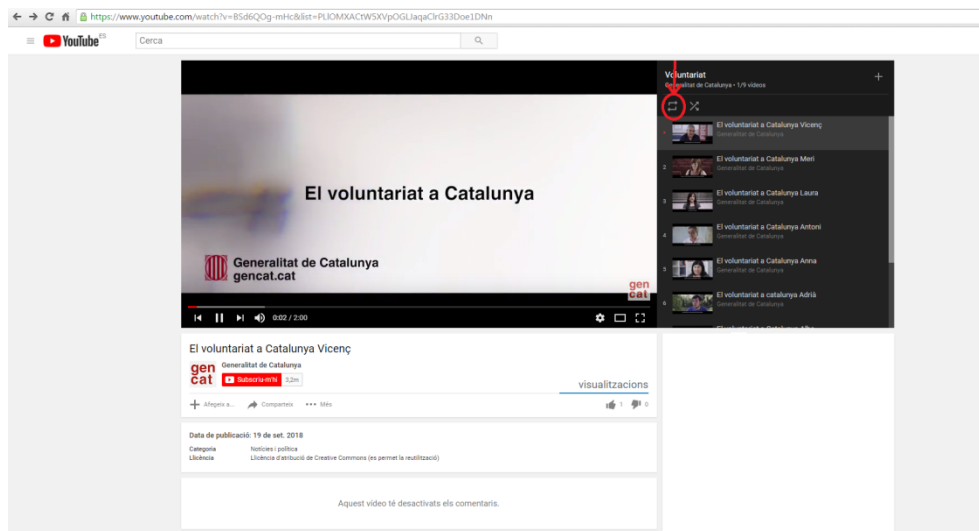 https://www.youtube.com/watch?v=BSd6QOg-mHc&list=PLlOMXACtW5XVpOGLJaqaClrG33Doe1DNn
YouTube ES
Cerca
El voluntariat a Catalunya
Generalitat de Catalunya
gencat.cat
gen
cat
0:02 / 2:00
Voluntariat
Generalitat de Catalunya • 1/9 vídeos
El voluntariat a Catalunya Vicenç
Generalitat de Catalunya
2
El voluntariat a Catalunya Meri
Generalitat de Catalunya
3
El voluntariat a Catalunya Laura
Generalitat de Catalunya
4
El voluntariat a Catalunya Antoni
Generalitat de Catalunya
5
El voluntariat a Catalunya Anna
Generalitat de Catalunya
6
El voluntariat a catalunya Adrià
Generalitat de Catalunya
El voluntariat a Catalunya Vicenç
gen
cat
Generalitat de Catalunya
Subscriu-m'hi 3,2m
visualitzacions
Afegeix a... Comparteix Més
1 0
Data de publicació: 19 de set. 2018
Categoria Notícies i política
Llicència Llicència d'atribució de Creative Commons (es permet la reutilització)
Aquest vídeo té desactivats els comentaris.